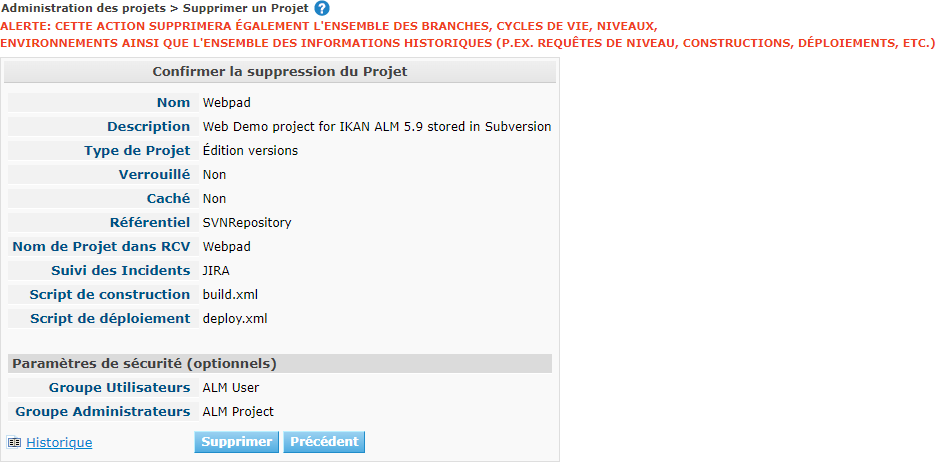 Administration des projets > Supprimer un Projet ?
ALERTE: CETTE ACTION SUPPRIMERA ÉGALEMENT L'ENSEMBLE DES BRANCHES, CYCLES DE VIE, NIVEAUX,
ENVIRONNEMENTS AINSI QUE L'ENSEMBLE DES INFORMATIONS HISTORIQUES (P.EX. REQUÊTES DE NIVEAU, CONSTRUCTIONS, DÉPLOIEMENTS, ETC.)
Confirmer la suppression du Projet
Nom Webpad
Description Web Demo project for IKAN ALM 5.9 stored in Subversion
Type de Projet Édition versions
Verrouillé Non
Caché Non
Référentiel SVNRepository
Nom de Projet dans RCV Webpad
Suivi des Incidents JIRA
Script de construction build.xml
Script de déploiement deploy.xml
Paramètres de sécurité (optionnels)
Groupe Utilisateurs ALM User
Groupe Administrateurs ALM Project
Historique Supprimer Précédent